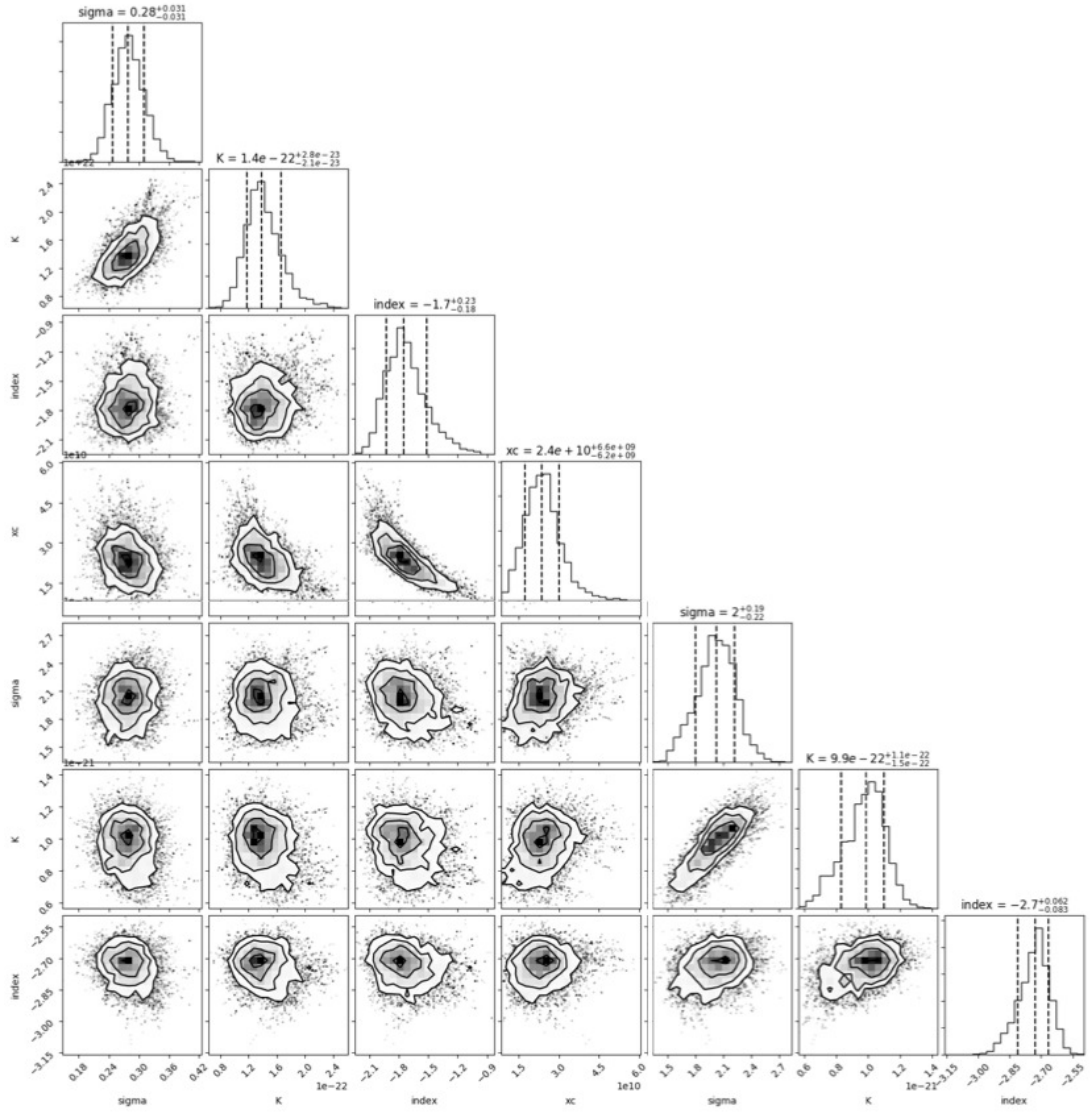 sigma = 0.28+0.031−0.031
1e−22
K = 1.4e − 22+2.8e−23−2.1e−23
K
2.4
2.0
1.6
1.2
0.8
index = −1.7+0.23−0.18
index
−0.9
−1.2
−1.5
−1.8
−2.1
1e10
xc = 2.4e + 10+6.6e+09−6.2e+09
xc
6.0
4.5
3.0
1.5
sigma = 2+0.19−0.22
sigma
2.7
2.4
2.1
1.8
1.5
1e−21
K = 9.9e − 22+1.1e−22−1.5e−22
K
1.4
1.2
1.0
0.8
0.6
index = −2.7+0.062−0.083
index
−2.55
−2.70
−2.85
−3.00
−3.15
0.18 0.24 0.30 0.36 0.42
sigma
1.2 1.6 2.0 2.4
0.8
1e−22
K
−2.1 −1.8 −1.5 −1.2 −0.9
index
1.5 3.0 4.5 6.0
1e10
xc
1.5 1.8 2.1 2.4 2.7
sigma
0.6 0.8 1.0 1.2 1.4
1e−21
K
−3.15 −3.00 −2.85 −2.70 −2.55
index